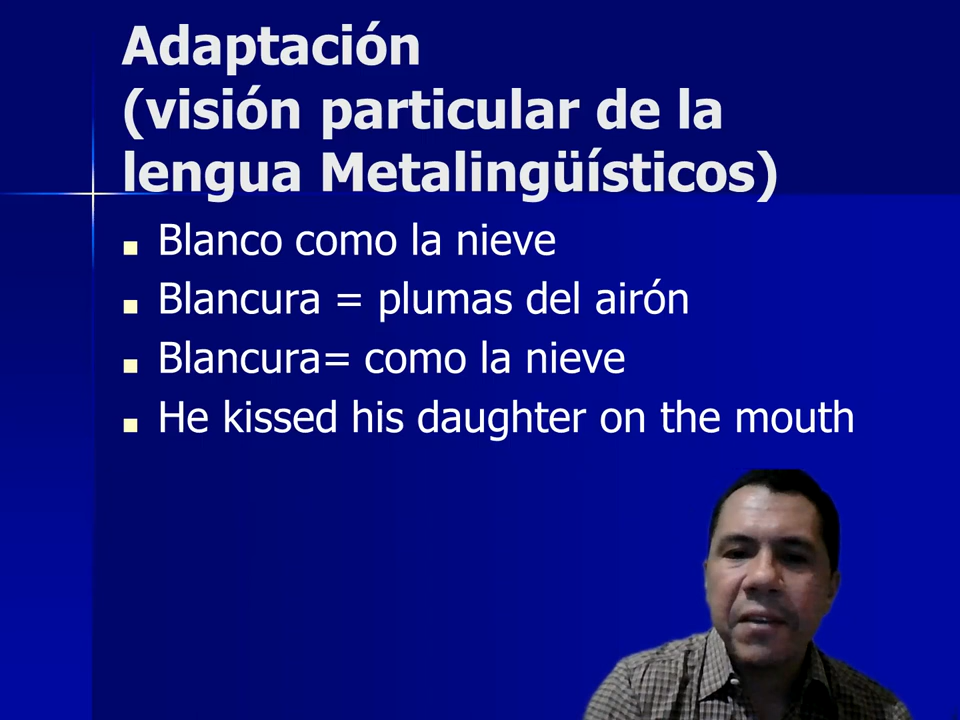 Adaptación
(visión particular de la
lengua Metalingüísticos)
Blanco como la nieve
Blancura = plumas del airón
Blancura= como la nieve
He kissed his daughter on the mouth